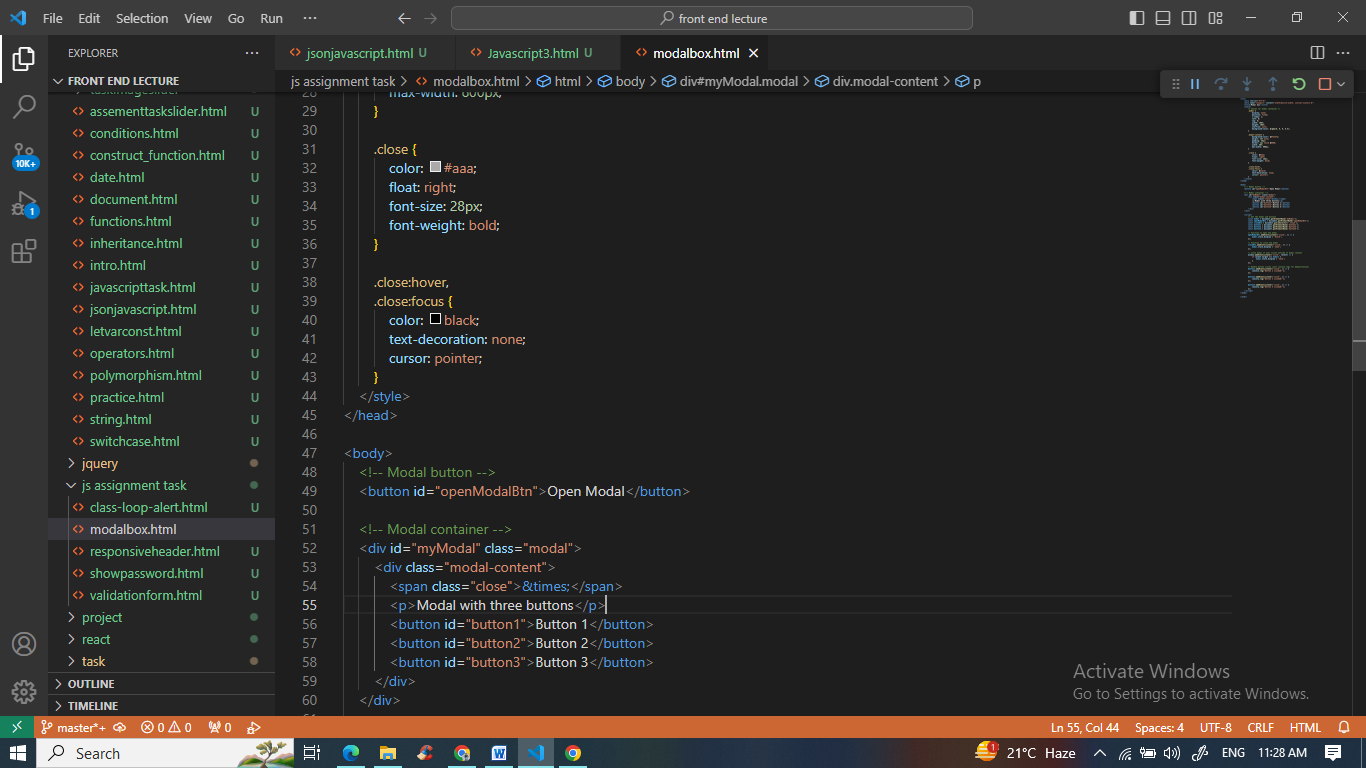 File Edit Selection View Go Run ··· front end lecture
EXPLORER ···
FRONT END LECTURE
assementtaskslider.html U
conditions.html U
construct_function.html U
date.html U
document.html U
functions.html U
inheritance.html U
intro.html U
javascripttask.html U
jsonjavascript.html U
letvarconst.html U
operators.html U
polymorphism.html U
practice.html U
string.html U
switchcase.html U
jquery
js assignment task
class-loop-alert.html U
modalbox.html
responsiveheader.html U
showpassword.html U
validationform.html U
project
react
task
OUTLINE
TIMELINE
10K+
1
jsonjavascript.html U Javascript3.html U modalbox.html
js assignment task > modalbox.html > html > body > div#myModal.modal > div.modal-content > p
28 max-width: 600px;
29 }
30
31 .close {
32 color: #aaa;
33 float: right;
34 font-size: 28px;
35 font-weight: bold;
36 }
37
38 .close:hover,
39 .close:focus {
40 color: black;
41 text-decoration: none;
42 cursor: pointer;
43 }
44 </style>
45 </head>
46
47 <body>
48 <!-- Modal button -->
49 <button id="openModalBtn">Open Modal</button>
50
51 <!-- Modal container -->
52 <div id="myModal" class="modal">
53 <div class="modal-content">
54 <span class="close">&times;</span>
55 <p>Modal with three buttons</p>
56 <button id="button1">Button 1</button>
57 <button id="button2">Button 2</button>
58 <button id="button3">Button 3</button>
59 </div>
60 </div>
Activate Windows
Go to Settings to activate Windows.
master*+ 0 0 0 Ln 55, Col 44 Spaces: 4 UTF-8 CRLF HTML
Search 1 21°C Haze ENG 11:28 AM